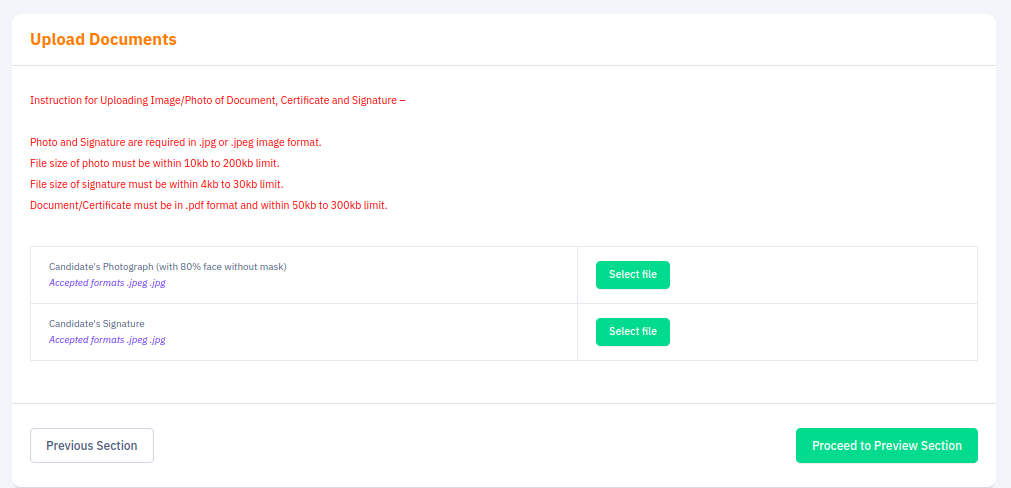 Upload Documents
Instruction for Uploading Image/Photo of Document, Certificate and Signature –
Photo and Signature are required in .jpg or .jpeg image format.
File size of photo must be within 10kb to 200kb limit.
File size of signature must be within 4kb to 30kb limit.
Document/Certificate must be in .pdf format and within 50kb to 300kb limit.
Candidate's Photograph (with 80% face without mask)
Accepted formats .jpeg .jpg
Select file
Candidate's Signature
Accepted formats .jpeg .jpg
Select file
Previous Section
Proceed to Preview Section